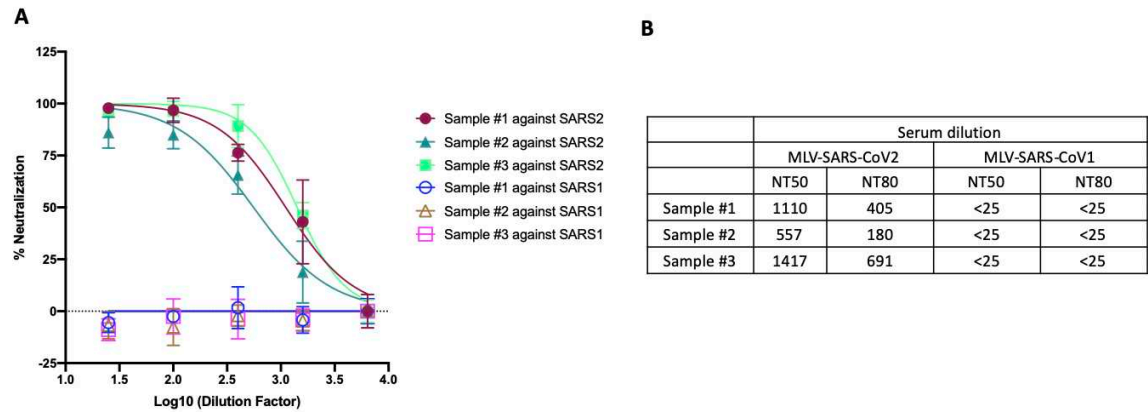 A
125
100
75
50
25
0
-25
% Neutralization
1.0 1.5 2.0 2.5 3.0 3.5 4.0
Log10 (Dilution Factor)
Sample #1 against SARS2
Sample #2 against SARS2
Sample #3 against SARS2
Sample #1 against SARS1
Sample #2 against SARS1
Sample #3 against SARS1
B
Serum dilution
MLV-SARS-CoV2 MLV-SARS-CoV1
NT50 NT80 NT50 NT80
Sample #1 1110 405 <25 <25
Sample #2 557 180 <25 <25
Sample #3 1417 691 <25 <25